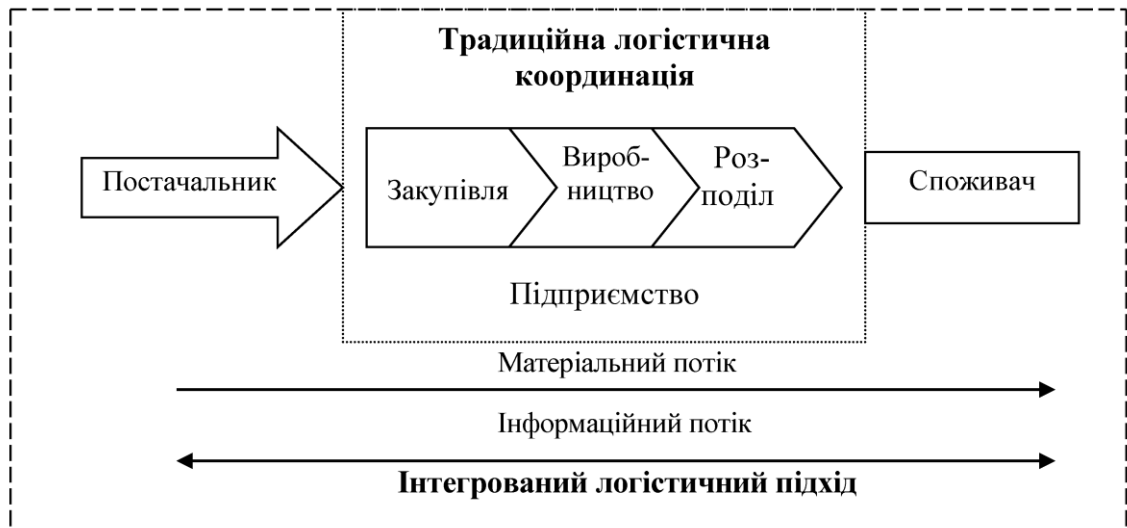 Традиційна логістична
координація
Постачальник
Закупівля
Вироб-
ництво
Роз-
поділ
Споживач
Підприємство
Матеріальний потік
Інформаційний потік
Інтегрований логістичний підхід